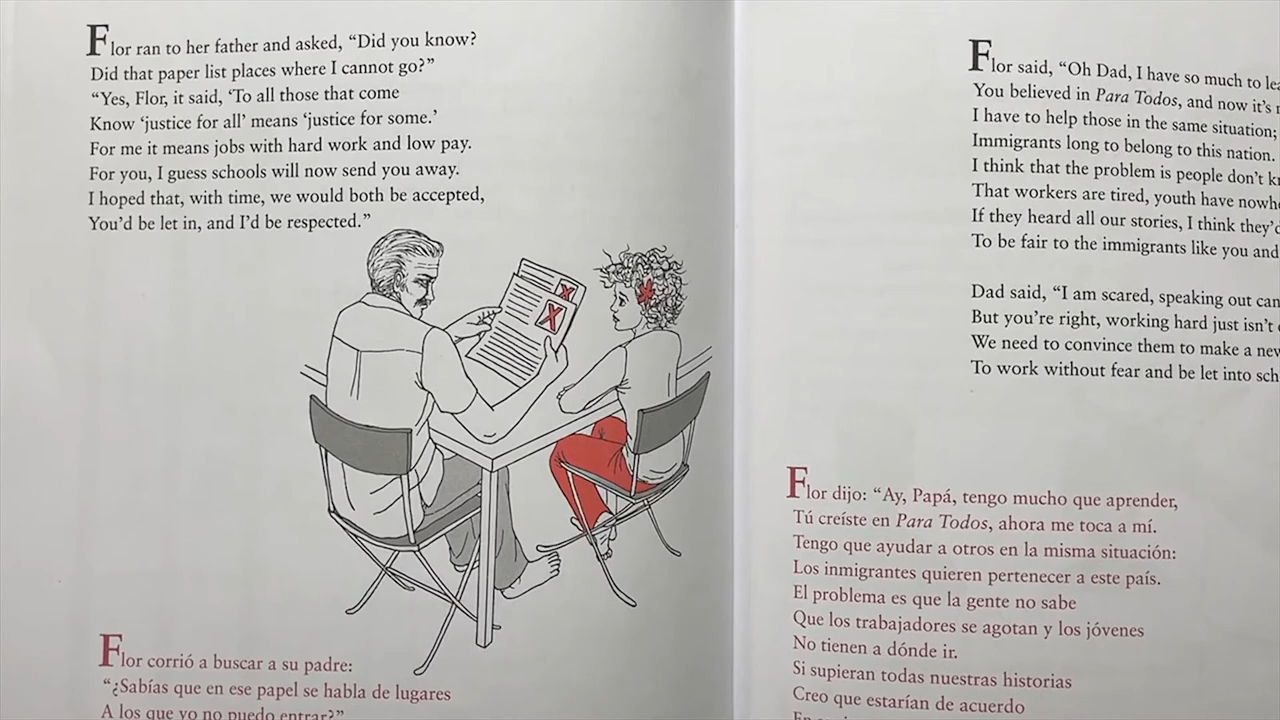 Flor ran to her father and asked, “Did you know?
Did that paper list places where I cannot go?”
“Yes, Flor, it said, ‘To all those that come
Know ‘justice for all’ means ‘justice for some.’
For me it means jobs with hard work and low pay.
For you, I guess schools will now send you away.
I hoped that, with time, we would both be accepted,
You’d be let in, and I’d be respected.”
X
X
Flor corrió a buscar a su padre:
“¿Sabías que en ese papel se habla de lugares
A los que yo no puedo entrar?”
Flor said, “Oh Dad, I have so much to
You believed in Para Todos, and now it’s
I have to help those in the same situation;
Immigrants long to belong to this nation.
I think that the problem is people don’t
That workers are tired, youth have
If they heard all our stories, I think
To be fair to the immigrants like you and
Dad said, “I am scared, speaking out
But you’re right, working hard just isn’t
We need to convince them to make a
To work without fear and be let into
Flor dijo: “Ay, Papá, tengo mucho que aprender,
Tú creíste en Para Todos, ahora me toca a mí.
Tengo que ayudar a otros en la misma situación:
Los inmigrantes quieren pertenecer a este país.
El problema es que la gente no sabe
Que los trabajadores se agotan y los jóvenes
No tienen a dónde ir.
Si supieran todas nuestras historias
Creo que estarían de acuerdo